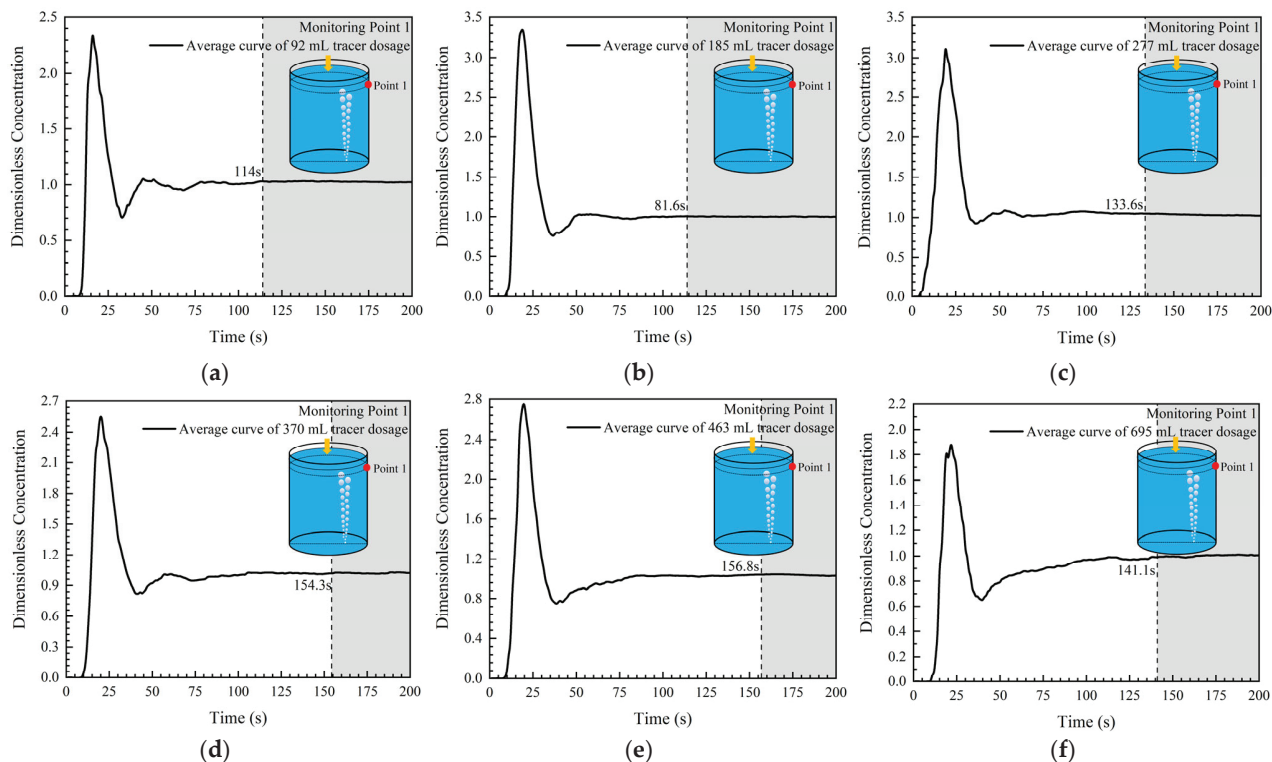 Monitoring Point 1
Average curve of 92 mL tracer dosage
Point 1
114s
Dimensionless Concentration
2.5
2.0
1.5
1.0
0.5
0.0
0 25 50 75 100 125 150 175 200
Time (s)
(a)
Monitoring Point 1
Average curve of 185 mL tracer dosage
Point 1
81.6s
Dimensionless Concentration
3.5
3.0
2.5
2.0
1.5
1.0
0.5
0.0
0 25 50 75 100 125 150 175 200
Time (s)
(b)
Monitoring Point 1
Average curve of 277 mL tracer dosage
Point 1
133.6s
Dimensionless Concentration
3.5
3.0
2.5
2.0
1.5
1.0
0.5
0.0
0 25 50 75 100 125 150 175 200
Time (s)
(c)
Monitoring Point 1
Average curve of 370 mL tracer dosage
Point 1
154.3s
Dimensionless Concentration
2.7
2.4
2.1
1.8
1.5
1.2
0.9
0.6
0.3
0.0
0 25 50 75 100 125 150 175 200
Time (s)
(d)
Monitoring Point 1
Average curve of 463 mL tracer dosage
Point 1
156.8s
Dimensionless Concentration
2.8
2.4
2.0
1.6
1.2
0.8
0.4
0.0
0 25 50 75 100 125 150 175 200
Time (s)
(e)
Monitoring Point 1
Average curve of 695 mL tracer dosage
Point 1
141.1s
Dimensionless Concentration
2.2
2.0
1.8
1.6
1.4
1.2
1.0
0.8
0.6
0.4
0.2
0.0
0 25 50 75 100 125 150 175 200
Time (s)
(f)